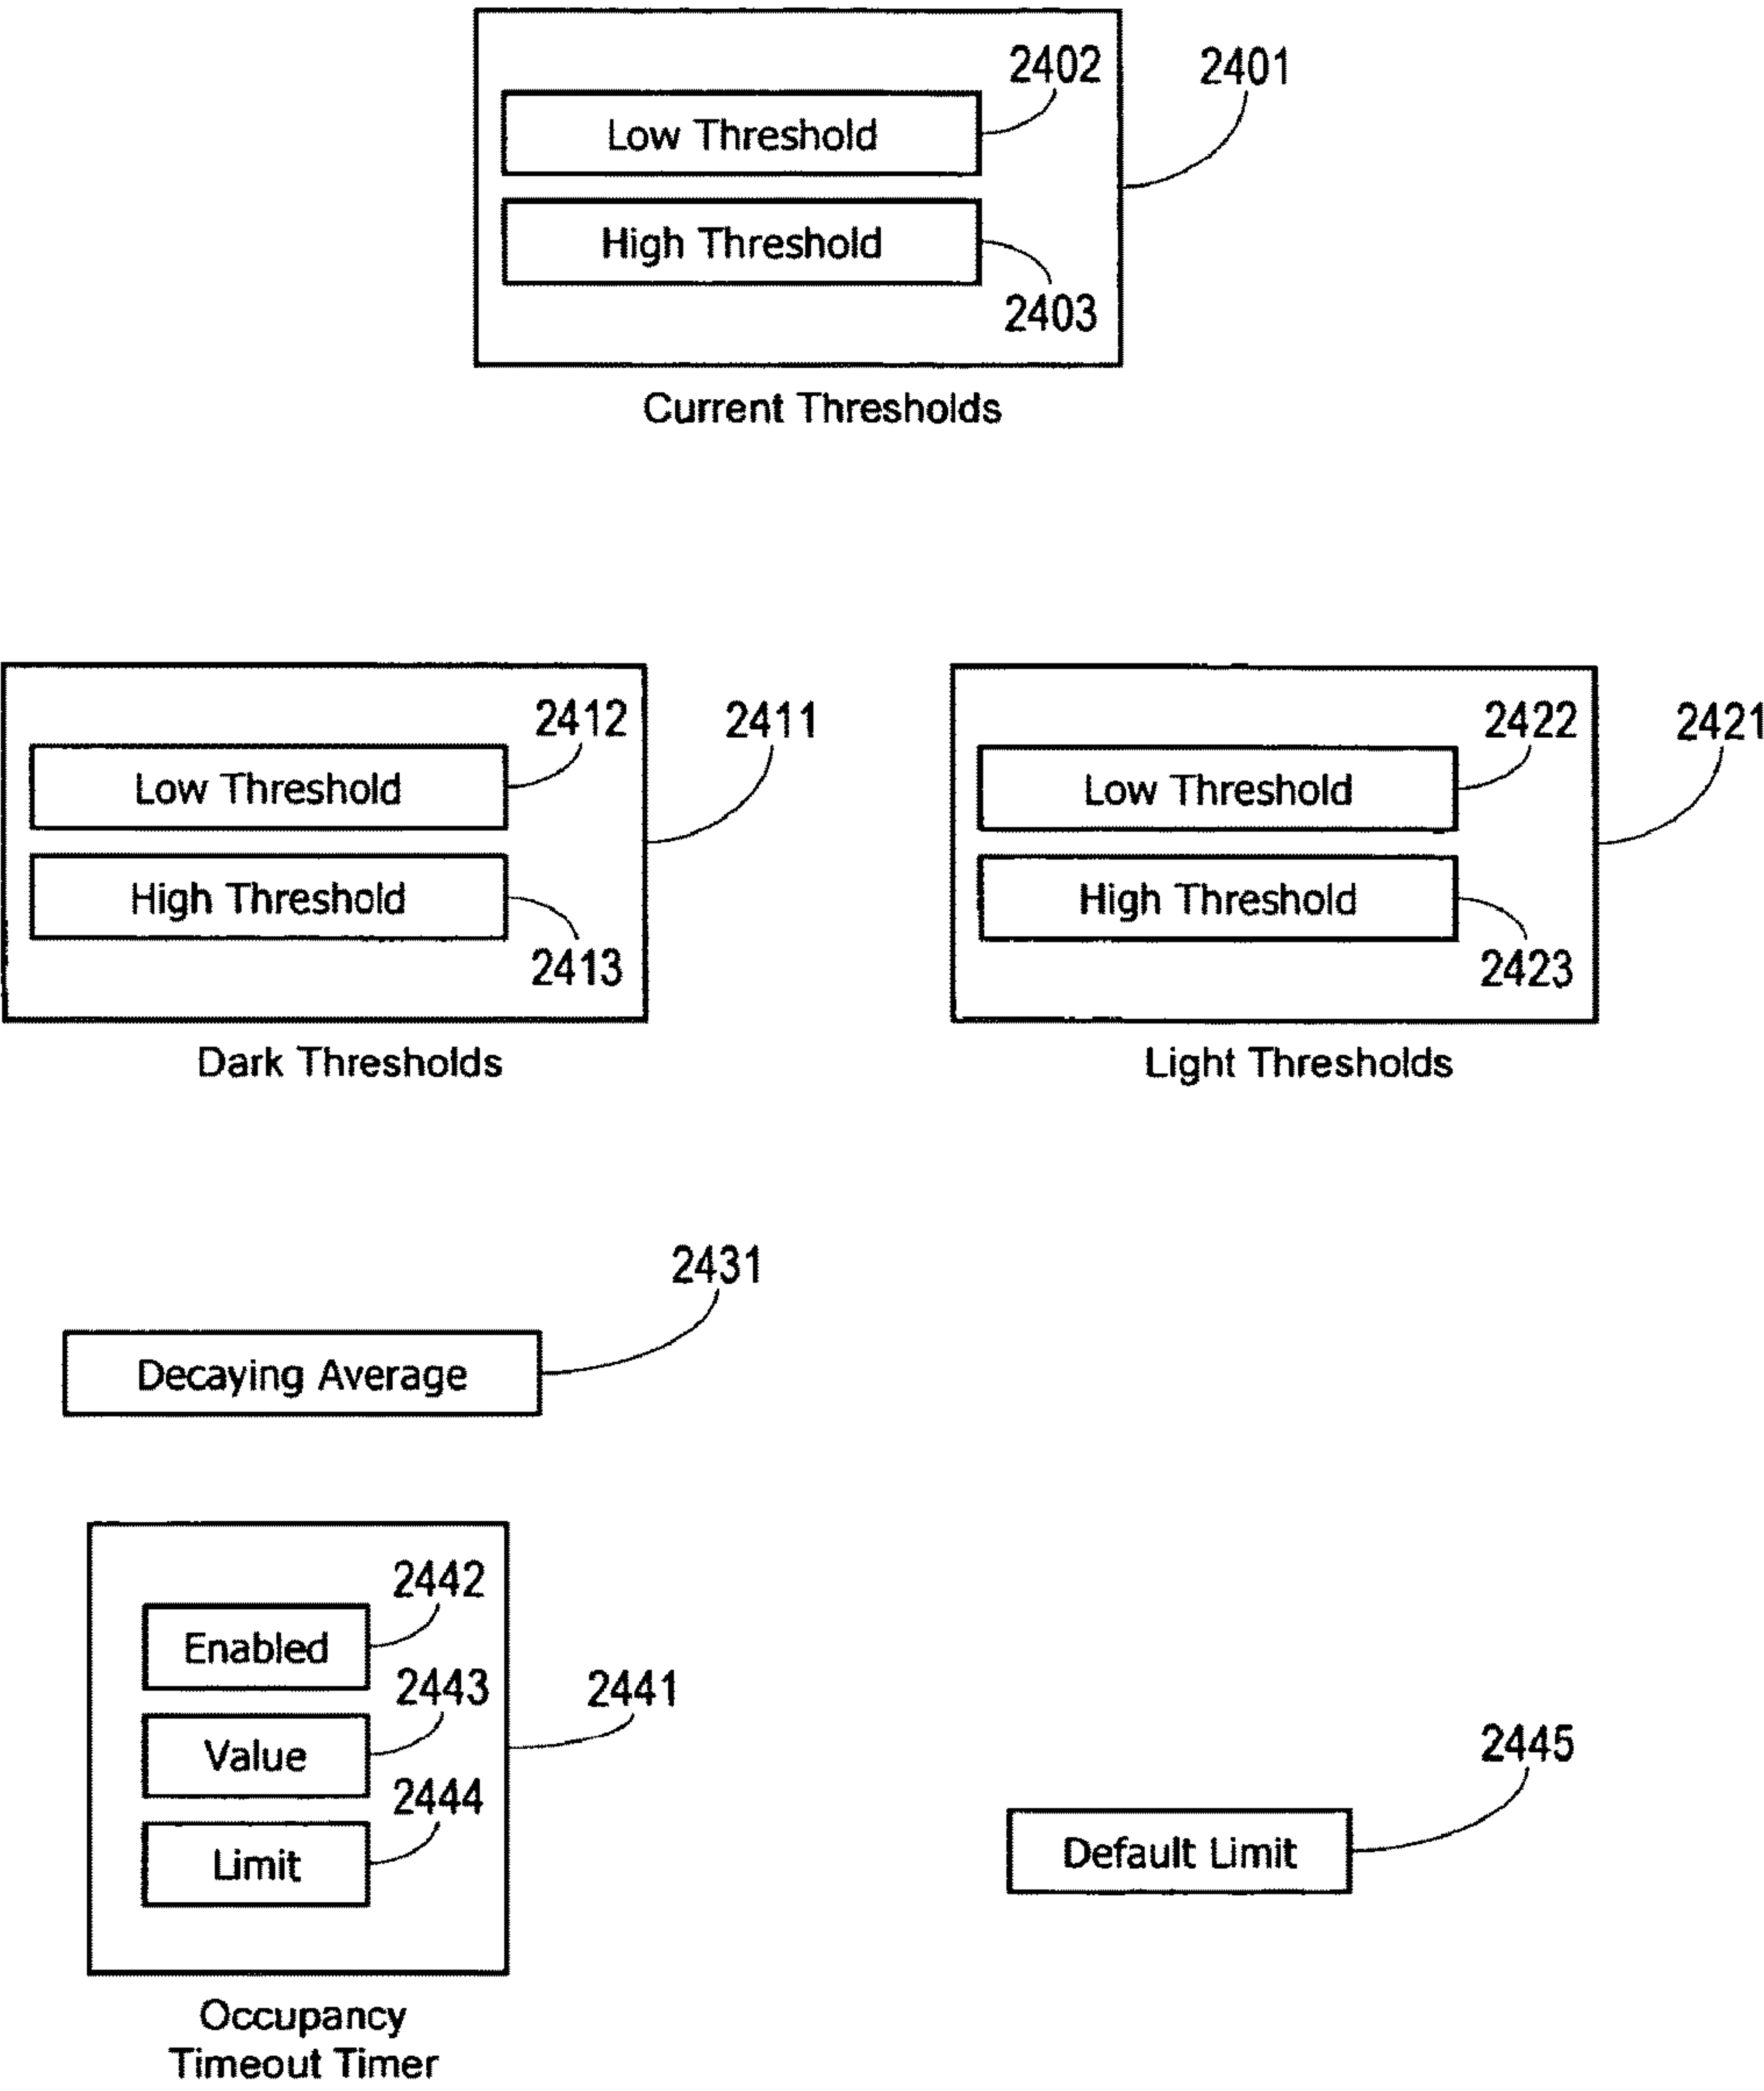 2402
2401
Low Threshold
High Threshold
2403
Current Thresholds
2412
2411
Low Threshold
High Threshold
2413
Dark Thresholds
2422
2421
Low Threshold
High Threshold
2423
Light Thresholds
2431
Decaying Average
2442
Enabled
2443
2441
Value
2444
Limit
Occupancy
Timeout Timer
2445
Default Limit